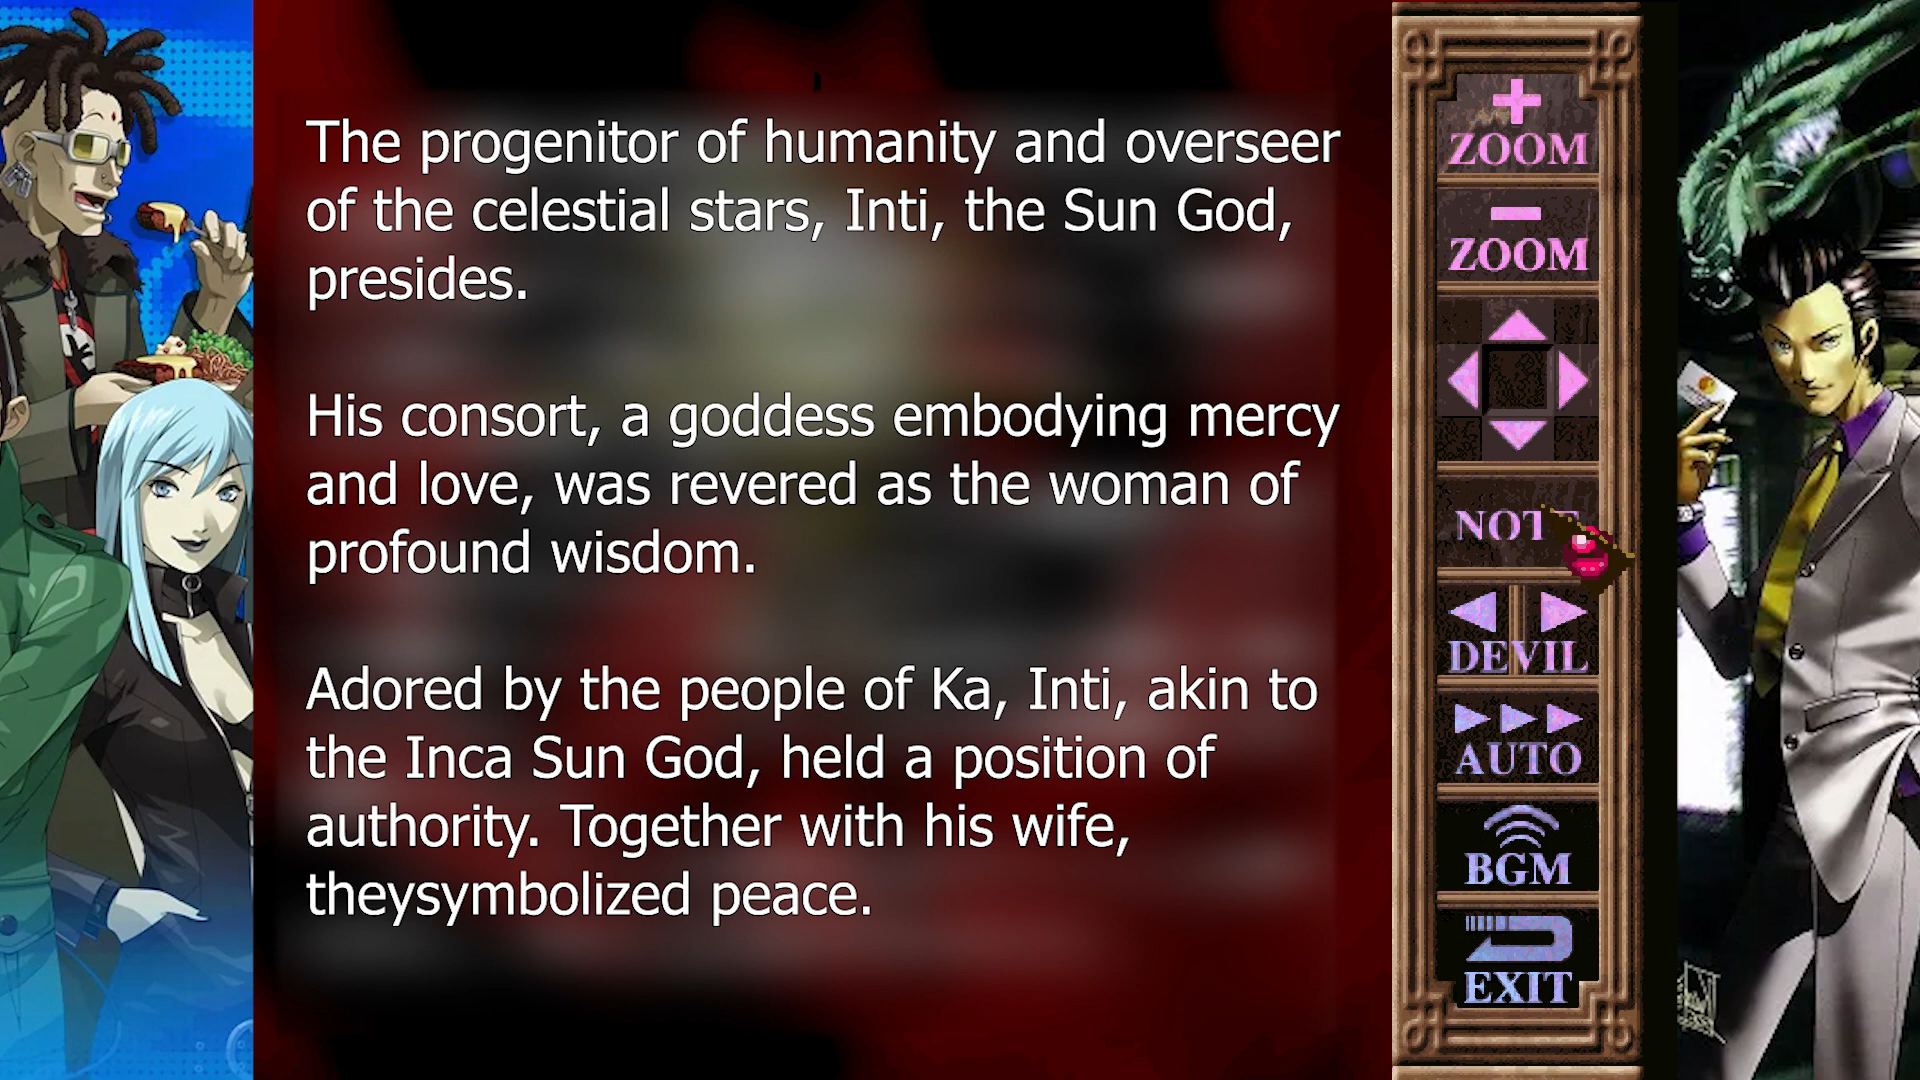 The progenitor of humanity and overseer
of the celestial stars, Inti, the Sun God,
presides.
His consort, a goddess embodying mercy
and love, was revered as the woman of
profound wisdom.
Adored by the people of Ka, Inti, akin to
the Inca Sun God, held a position of
authority. Together with his wife,
theysymbolized peace.
ZOOM
ZOOM
NOTE
DEVIL
AUTO
BGM
EXIT